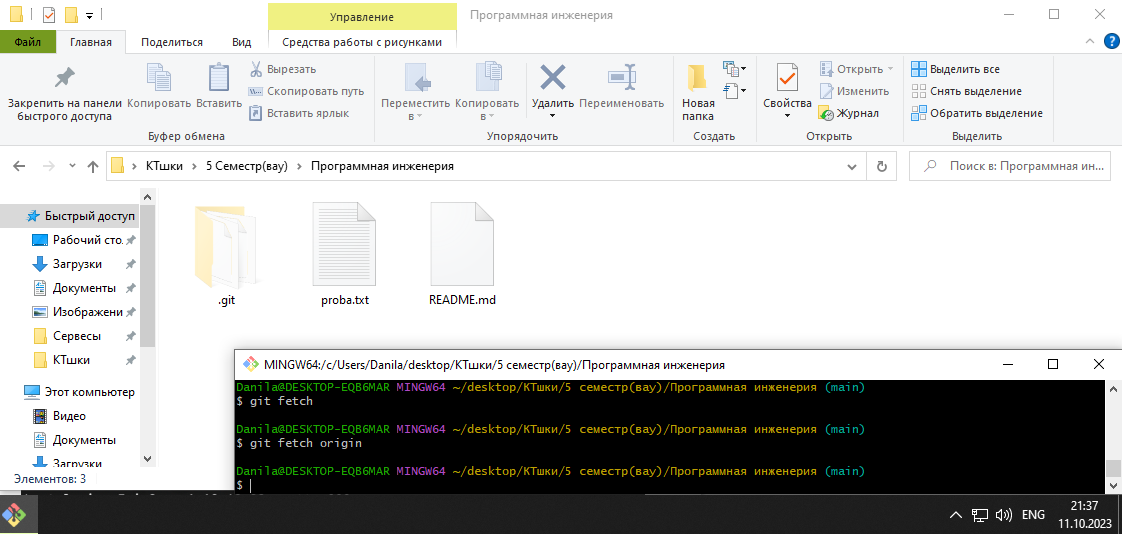 Управление
Программная инженерия
Файл
Главная
Поделиться
Вид
Средства работы с рисунками
Закрепить на панели быстрого доступа
Копировать
Вставить
Вырезать
Скопировать путь
Вставить ярлык
Буфер обмена
Переместить в
Копировать в
Удалить
Переименовать
Упорядочить
Новая папка
Создать
Свойства
Открыть
Изменить
Журнал
Открыть
Выделить все
Снять выделение
Обратить выделение
Выделить
КТшки
5 Семестр(вау)
Программная инженерия
Поиск в: Программная ин...
Быстрый доступ
Рабочий сто
Загрузки
Документы
Изображени
Сервесы
КТшки
Этот компьютер
Видео
Документы
Загрузки
.git
proba.txt
README.md
Элементов: 3
MINGW64:/c/Users/Danila/desktop/КТшки/5 семестр(вау)/Программная инженерия
Danila@DESKTOP-EQB6MAR MINGW64 ~/desktop/КТшки/5 семестр(вау)/Программная инженерия (main)
$ git fetch
Danila@DESKTOP-EQB6MAR MINGW64 ~/desktop/КТшки/5 семестр(вау)/Программная инженерия (main)
$ git fetch origin
Danila@DESKTOP-EQB6MAR MINGW64 ~/desktop/КТшки/5 семестр(вау)/Программная инженерия (main)
$
ENG
21:37
11.10.2023